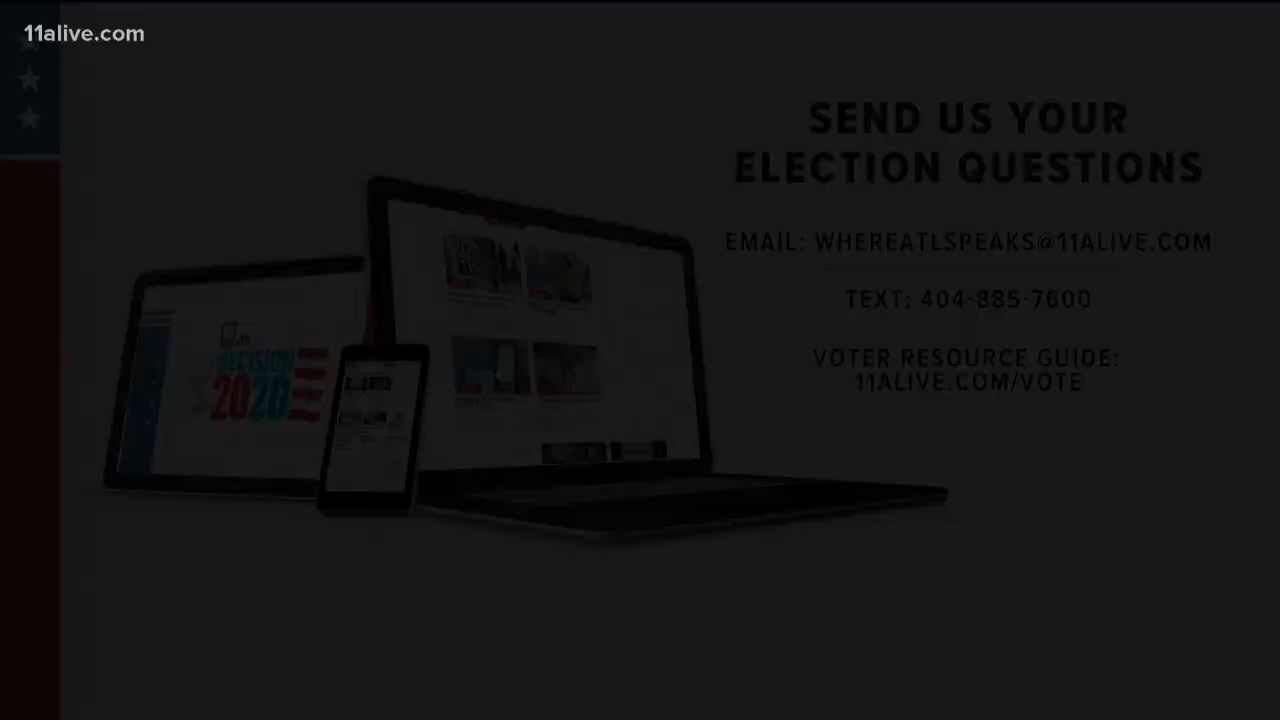 11alive.com
SEND US YOUR
ELECTION QUESTIONS
EMAIL: WHEREATLSPEAKS@11ALIVE.COM
TEXT: 404-885-7600
VOTER RESOURCE GUIDE:
11ALIVE.COM/VOTE
DECISION
2020